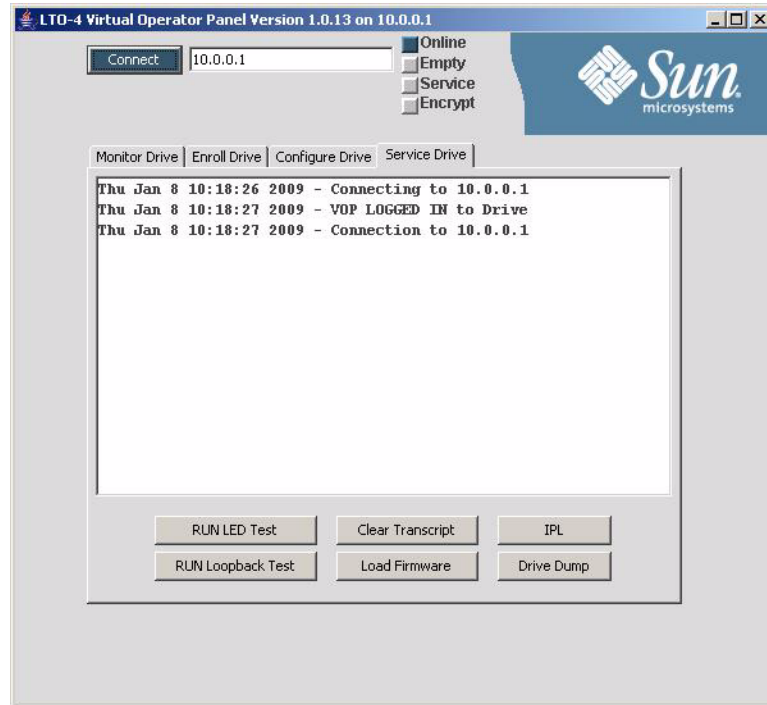 LTO-4 Virtual Operator Panel Version 1.0.13 on 10.0.0.1
Connect 10.0.0.1
Online
Empty
Service
Encrypt
Sun.
microsystems
Monitor Drive Enroll Drive Configure Drive Service Drive
Thu Jan 8 10:18:26 2009 - Connecting to 10.0.0.1
Thu Jan 8 10:18:27 2009 - VOP LOGGED IN to Drive
Thu Jan 8 10:18:27 2009 - Connection to 10.0.0.1
RUN LED Test Clear Transcript IPL
RUN Loopback Test Load Firmware Drive Dump